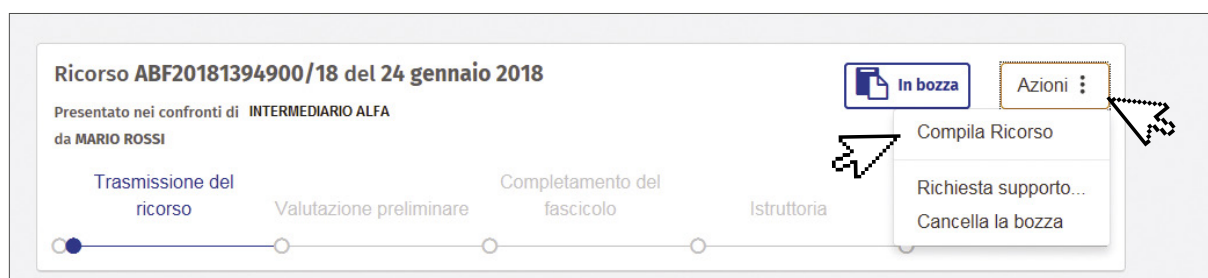 Ricorso ABF20181394900/18 del 24 gennaio 2018
In bozza
Azioni
Presentato nei confronti di INTERMEDIARIO ALFA
da MARIO ROSSI
Compila Ricorso
Richiesta supporto...
Cancella la bozza
Trasmissione del
ricorso
Valutazione preliminare
Completamento del
fascicolo
Istruttoria